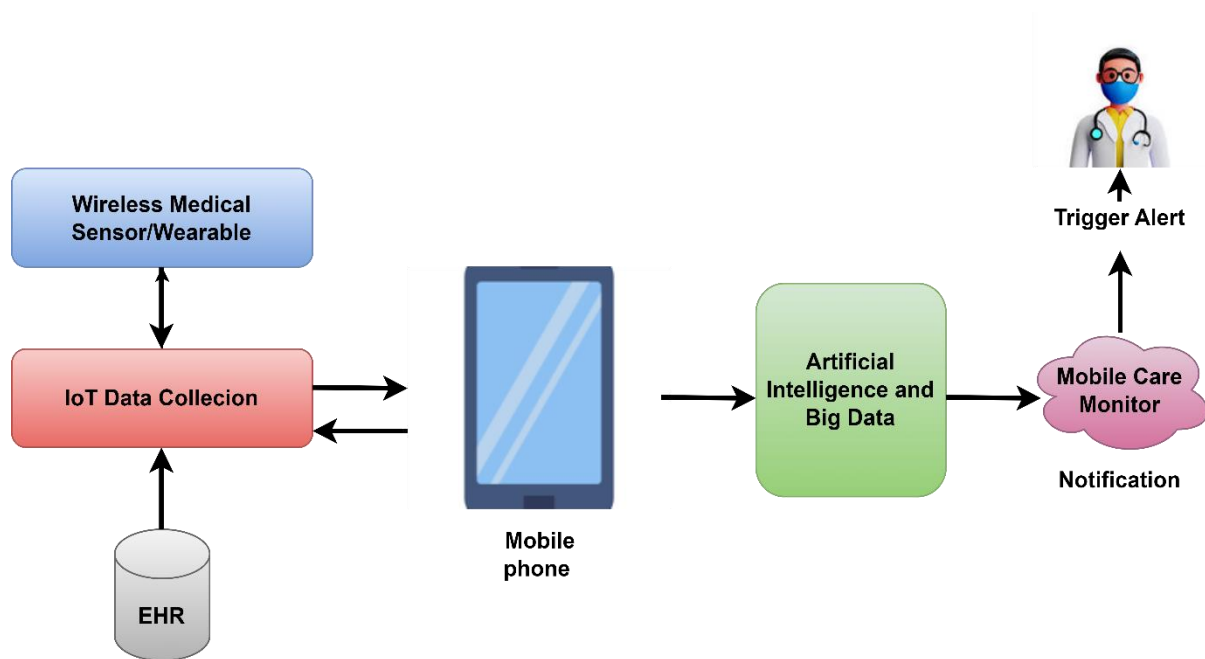 Wireless Medical
Sensor/Wearable
IoT Data Collecion
EHR
Mobile
phone
Artificial
Intelligence and
Big Data
Trigger Alert
Mobile Care
Monitor
Notification